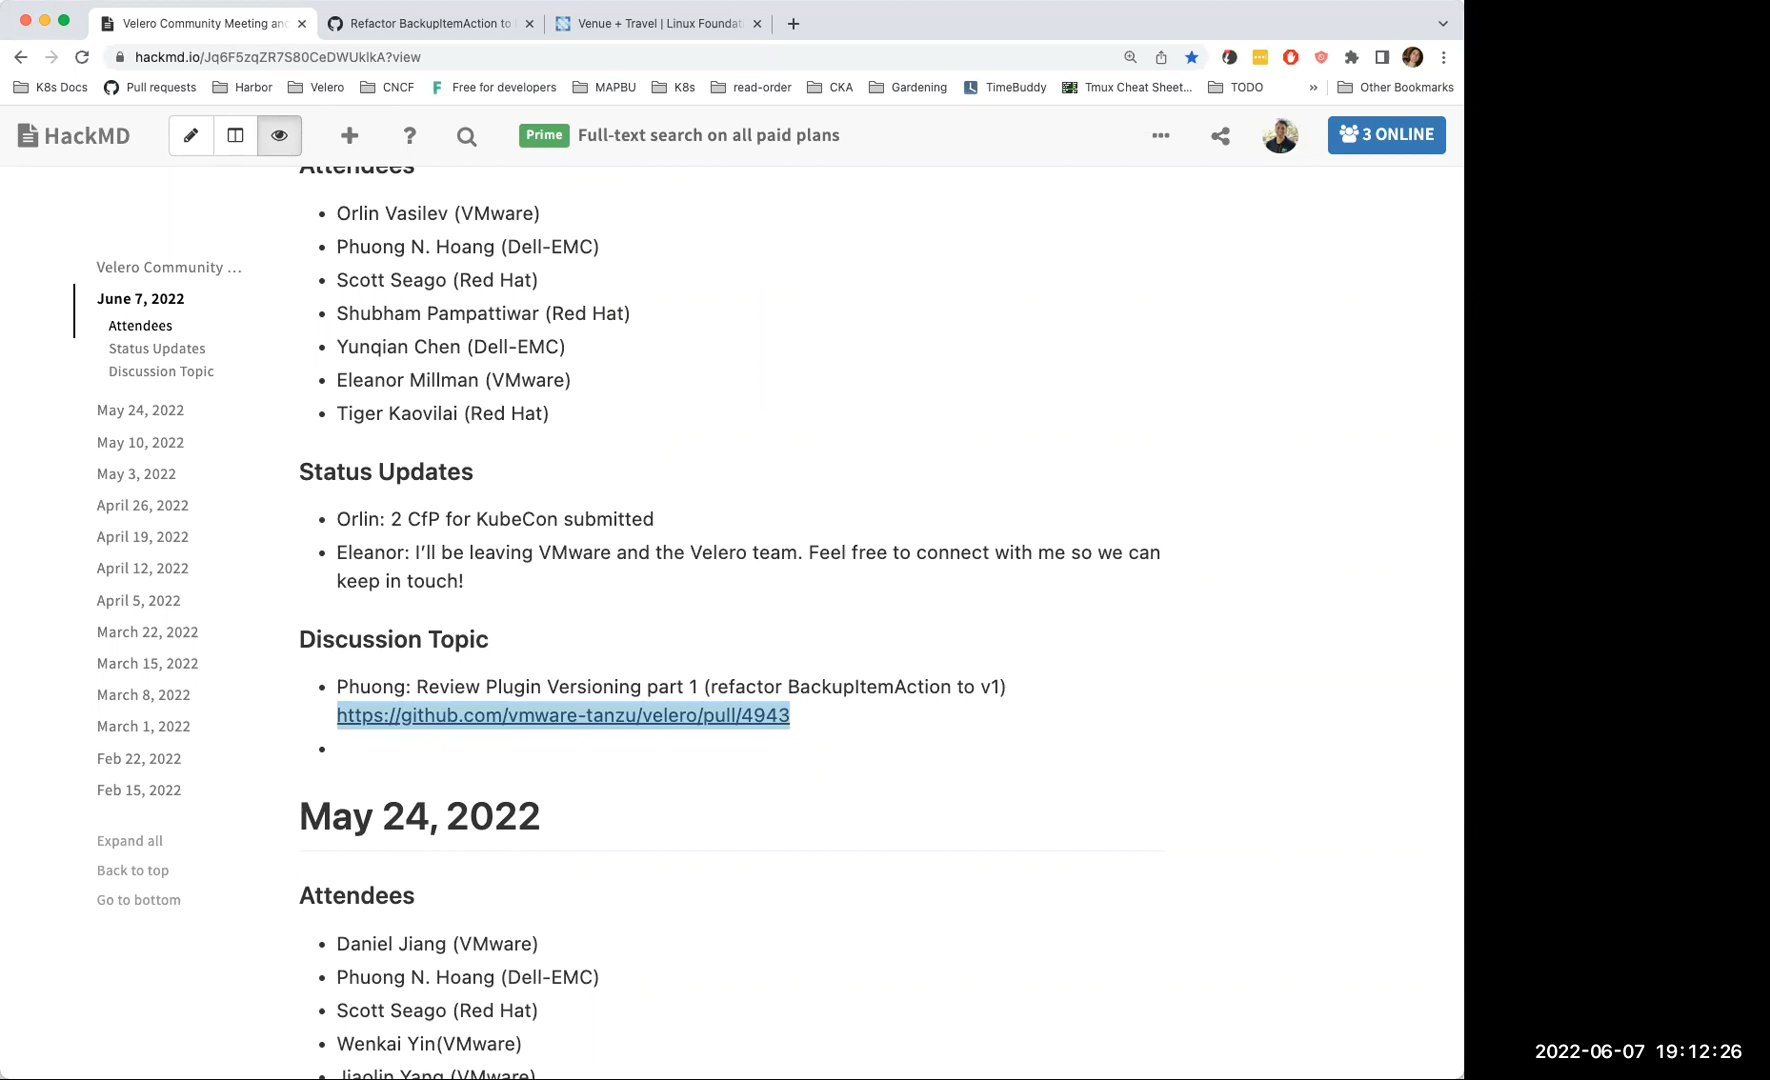 Velero Community Meeting an
Refactor BackupItemAction to
Venue + Travel | Linux Foundat
hackmd.io/Jq6F5zqZR7S80CeDWUklkA?view
K8s Docs
Pull requests
Harbor
Velero
CNCF
Free for developers
MAPBU
K8s
read-order
CKA
Gardening
TimeBuddy
Tmux Cheat Sheet...
TODO
»
Other Bookmarks
HackMD
Prime
Full-text search on all paid plans
3 ONLINE
Attendees
• Orlin Vasilev (VMware)
• Phuong N. Hoang (Dell-EMC)
• Scott Seago (Red Hat)
• Shubham Pampattiwar (Red Hat)
• Yunqian Chen (Dell-EMC)
• Eleanor Millman (VMware)
• Tiger Kaovilai (Red Hat)
Status Updates
• Orlin: 2 CfP for KubeCon submitted
• Eleanor: I’ll be leaving VMware and the Velero team. Feel free to connect with me so we can
keep in touch!
Discussion Topic
• Phuong: Review Plugin Versioning part 1 (refactor BackupItemAction to v1)
https://github.com/vmware-tanzu/velero/pull/4943
•
May 24, 2022
Attendees
• Daniel Jiang (VMware)
• Phuong N. Hoang (Dell-EMC)
• Scott Seago (Red Hat)
• Wenkai Yin(VMware)
Jiaolin Yang (VMware)
Velero Community ...
June 7, 2022
Attendees
Status Updates
Discussion Topic
May 24, 2022
May 10, 2022
May 3, 2022
April 26, 2022
April 19, 2022
April 12, 2022
April 5, 2022
March 22, 2022
March 15, 2022
March 8, 2022
March 1, 2022
Feb 22, 2022
Feb 15, 2022
Expand all
Back to top
Go to bottom
2022-06-07 19:12:26